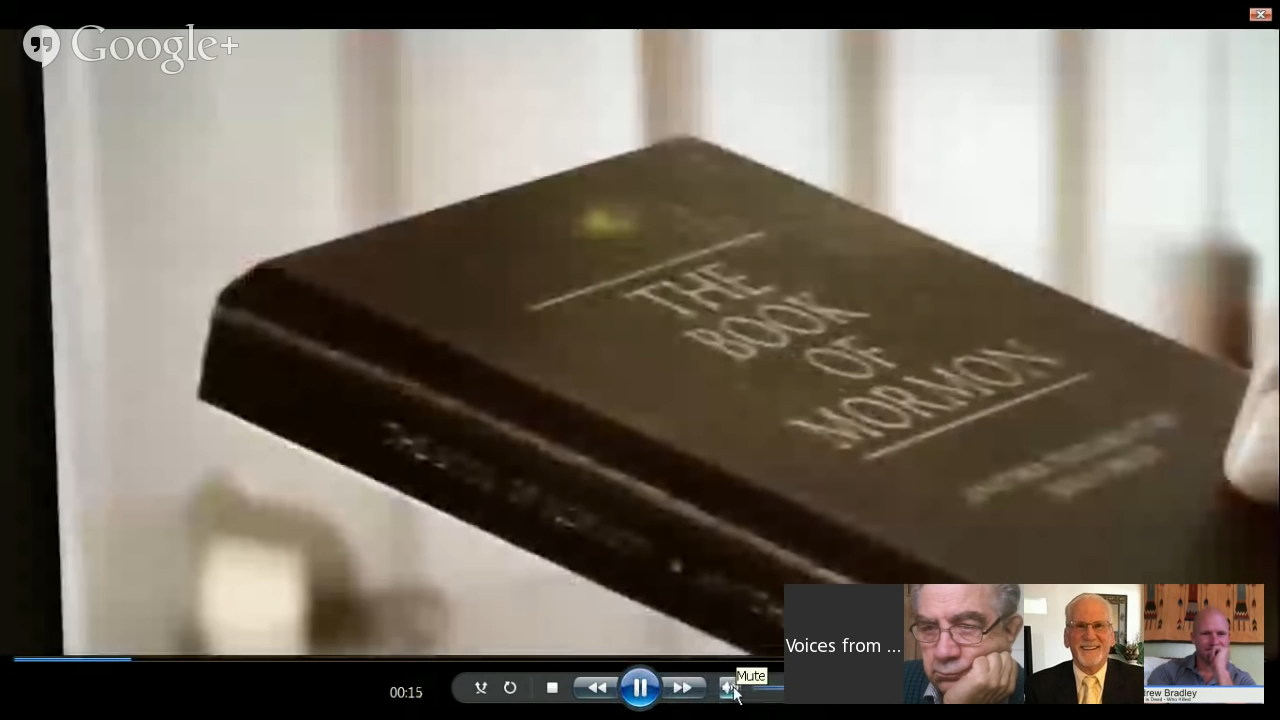 Google+
THE
BOOK
OF
MORMON
00:15
Mute
Voices from ...
rew Bradley